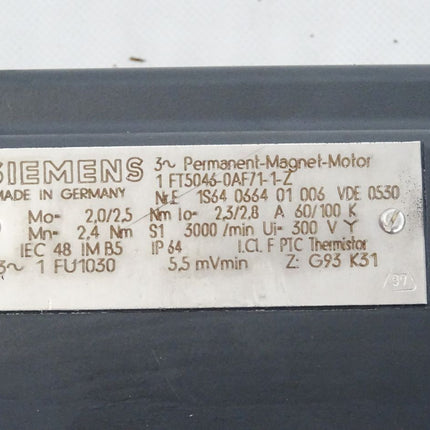 SIEMENS 3~ Permanent-Magnet-Motor
1 FT5046-0AF71-1-Z
MADE IN GERMANY Nr.E 1S64 0664 01 006 VDE 0530
Mo= 2,0/2,5 Nm Io= 2,3/2,8 A 60/100 K
Mn= 2,4 Nm S1 3000 /min Ui= 300 V Y
IEC 48 IM B5 IP 64 I.Cl. F PTC Thermistor
3~ 1 FU1030 5,5 mVmin Z: G93 K31